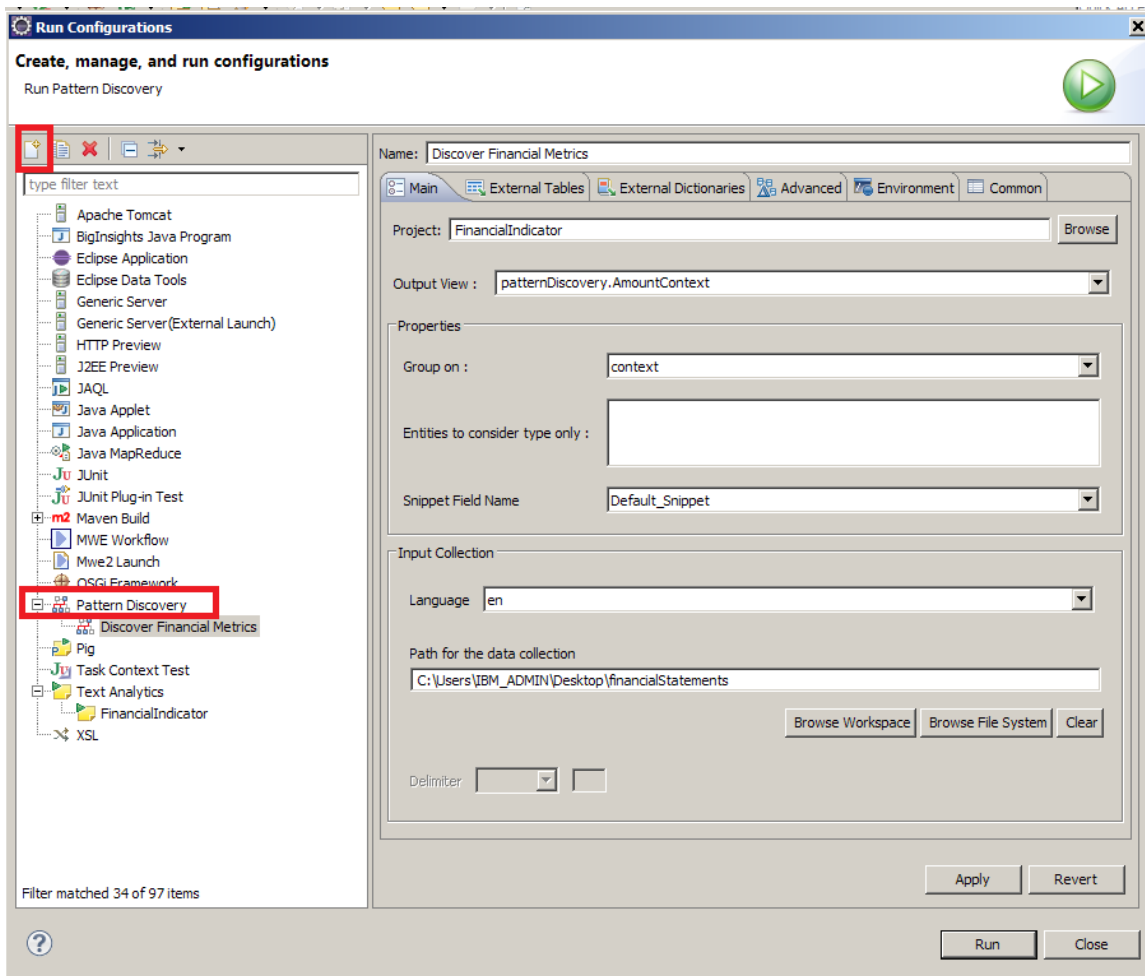 Run Configurations
Create, manage, and run configurations
Run Pattern Discovery
type filter text
Apache Tomcat
BigInsights Java Program
Eclipse Application
Eclipse Data Tools
Generic Server
Generic Server(External Launch)
HTTP Preview
J2EE Preview
JAQL
Java Applet
Java Application
Java MapReduce
JUnit
JUnit Plug-in Test
m2 Maven Build
MWE Workflow
Mwe2 Launch
OSGi Framework
Pattern Discovery
Discover Financial Metrics
Pig
Task Context Test
Text Analytics
FinancialIndicator
XSL
Filter matched 34 of 97 items
Name: Discover Financial Metrics
Main External Tables External Dictionaries Advanced Environment Common
Project: FinancialIndicator Browse
Output View : patternDiscovery.AmountContext
Properties
Group on : context
Entities to consider type only :
Snippet Field Name Default_Snippet
Input Collection
Language en
Path for the data collection
C:\Users\IBM_ADMIN\Desktop\financialStatements
Browse Workspace Browse File System Clear
Delimiter
Apply Revert
Run Close